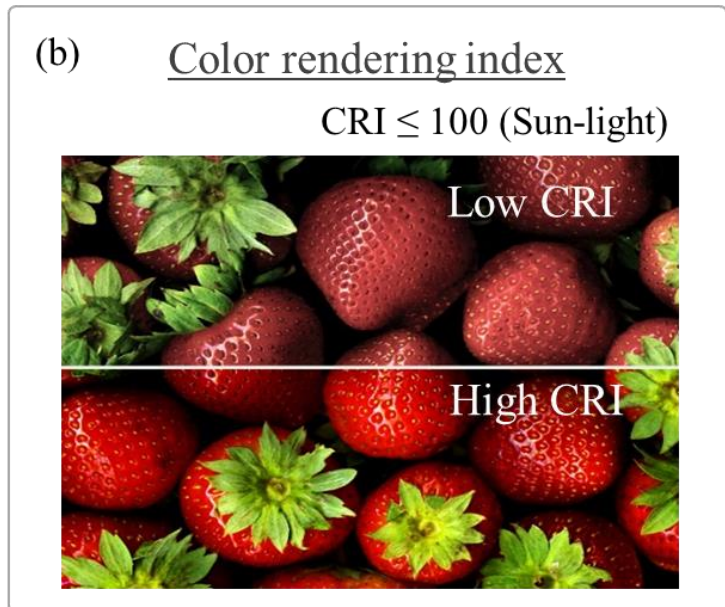 (b)
Color rendering index
CRI ≤ 100 (Sun-light)
Low CRI
High CRI